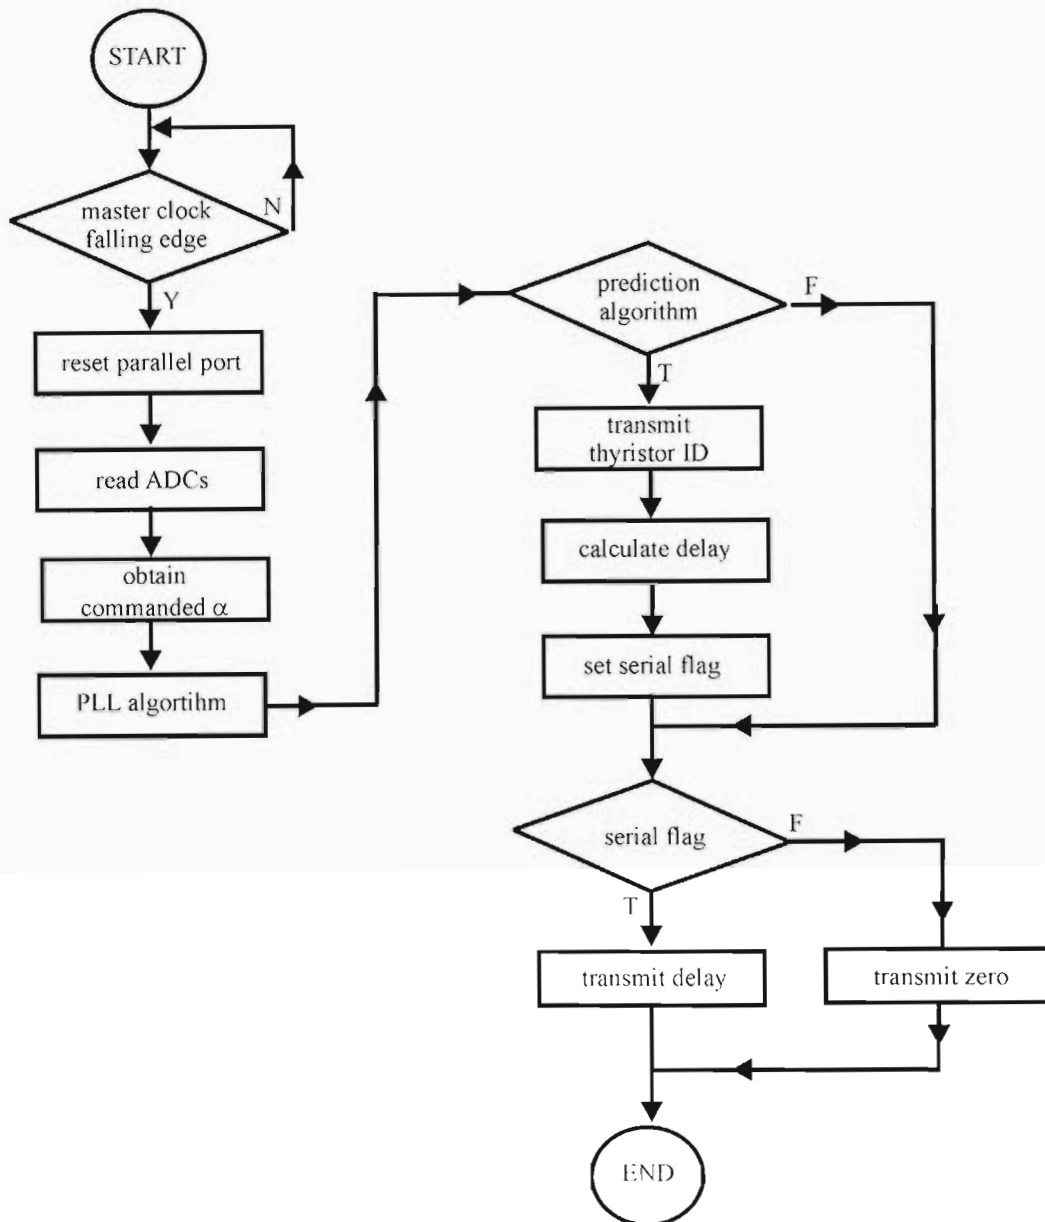 START
master clock
falling edge
N
Y
reset parallel port
read ADCs
obtain
commanded α
PLL algortihm
prediction
algorithm
F
T
transmit
thyristor ID
calculate delay
set serial flag
serial flag
F
T
transmit delay
transmit zero
END